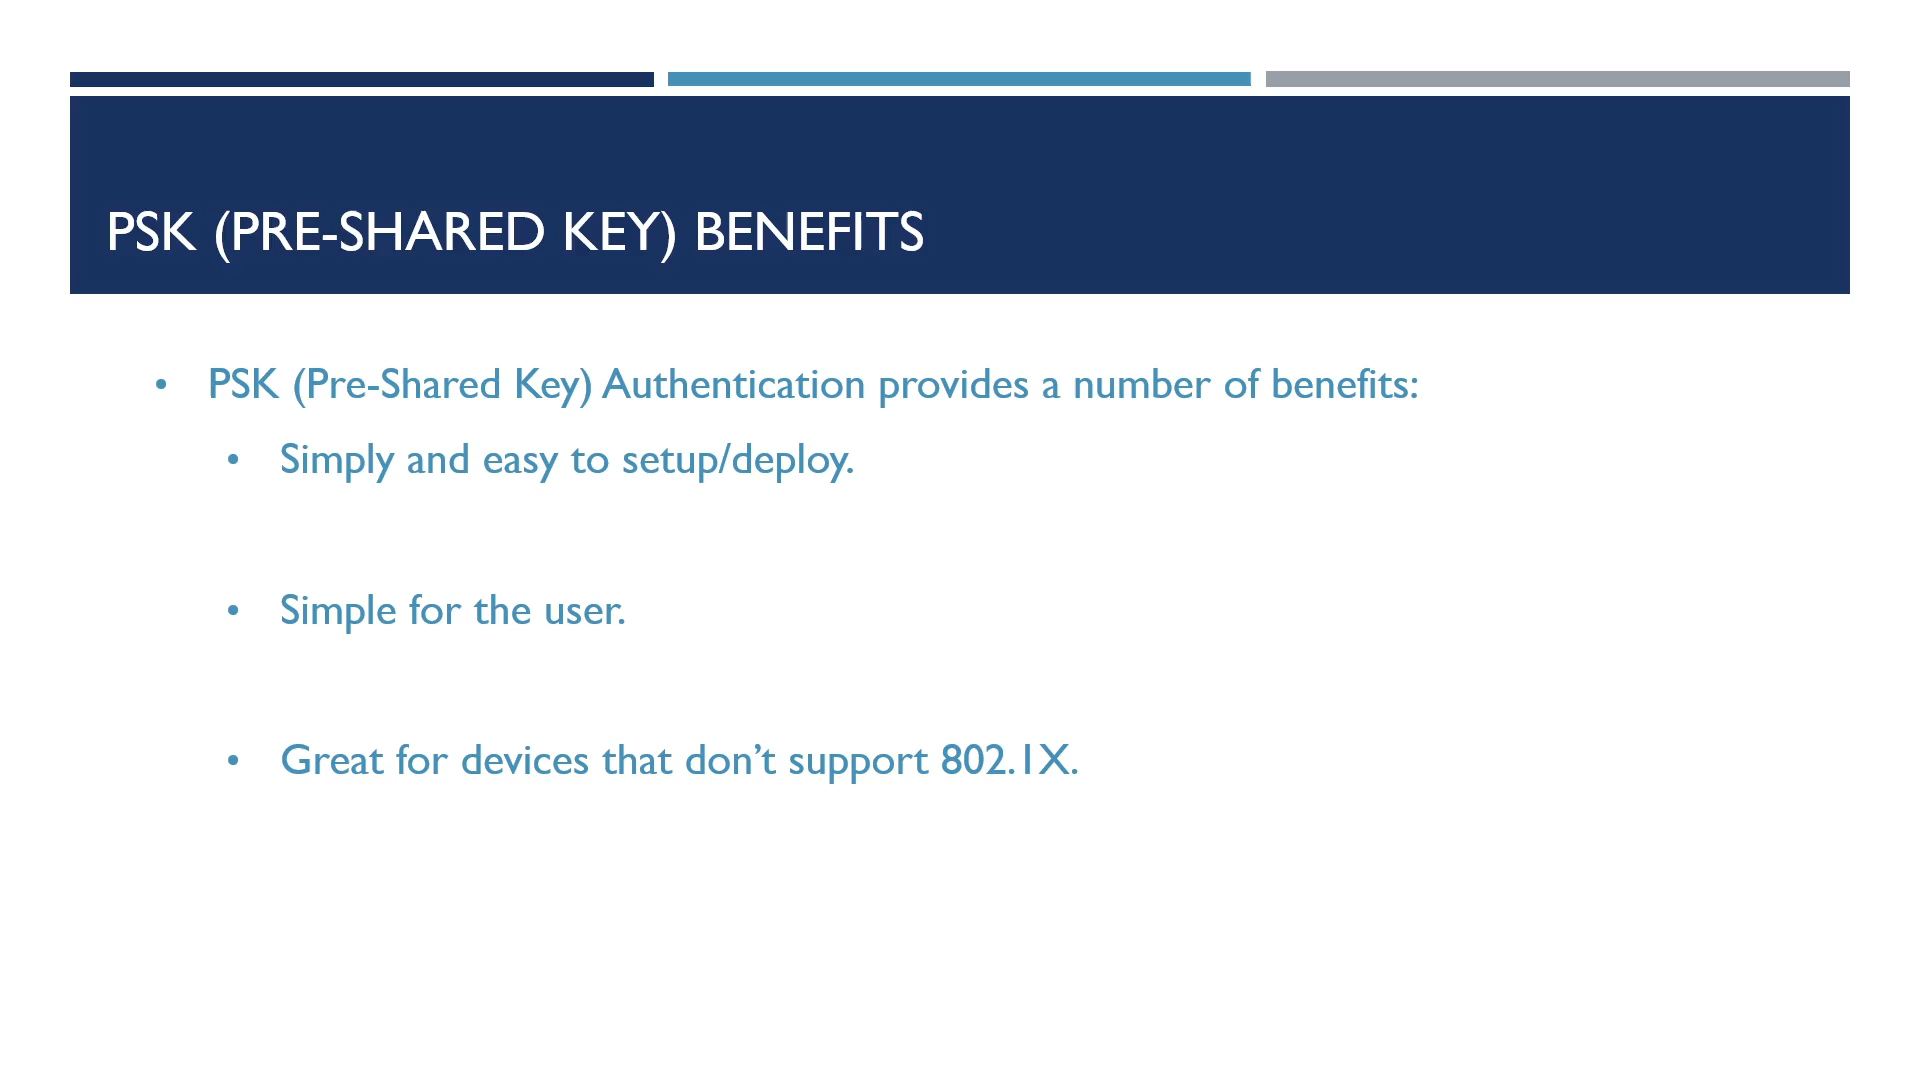 PSK (PRE-SHARED KEY) BENEFITS
• PSK (Pre-Shared Key) Authentication provides a number of benefits:
• Simply and easy to setup/deploy.
• Simple for the user.
• Great for devices that don’t support 802.1X.